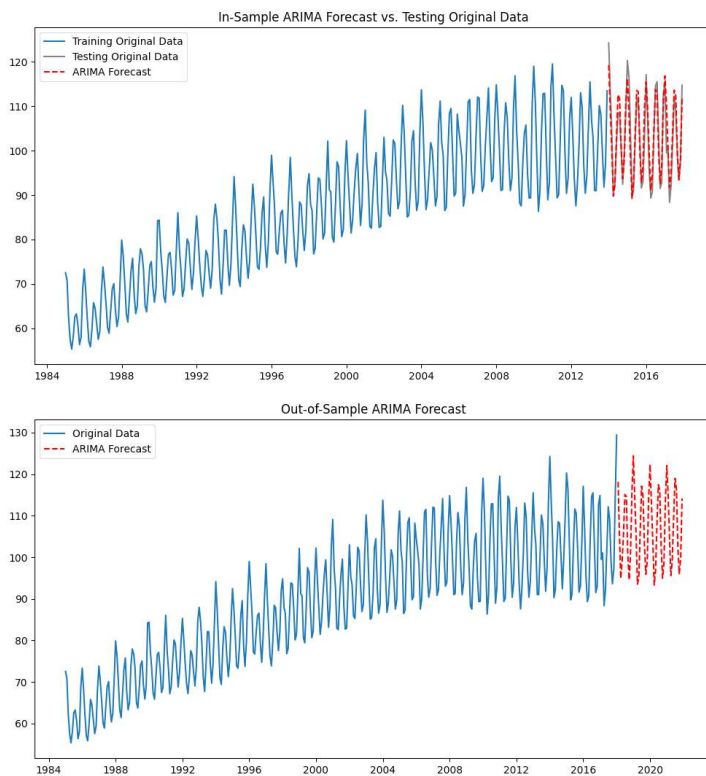 In-Sample ARIMA Forecast vs. Testing Original Data
Training Original Data
Testing Original Data
ARIMA Forecast
120
110
100
90
80
70
60
1984 1988 1992 1996 2000 2004 2008 2012 2016
Out-of-Sample ARIMA Forecast
Original Data
ARIMA Forecast
130
120
110
100
90
80
70
60
1984 1988 1992 1996 2000 2004 2008 2012 2016 2020